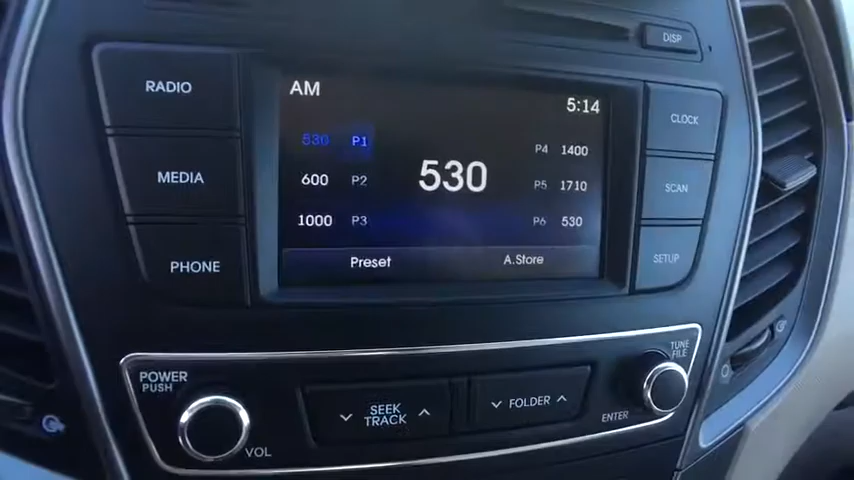 DISP
RADIO
MEDIA
PHONE
AM
5:14
530 P1
600 P2
1000 P3
530
P4 1400
P5 1710
P6 530
Preset
A.Store
CLOCK
SCAN
SETUP
POWER
PUSH
VOL
SEEK
TRACK
FOLDER
TUNE
FILE
ENTER